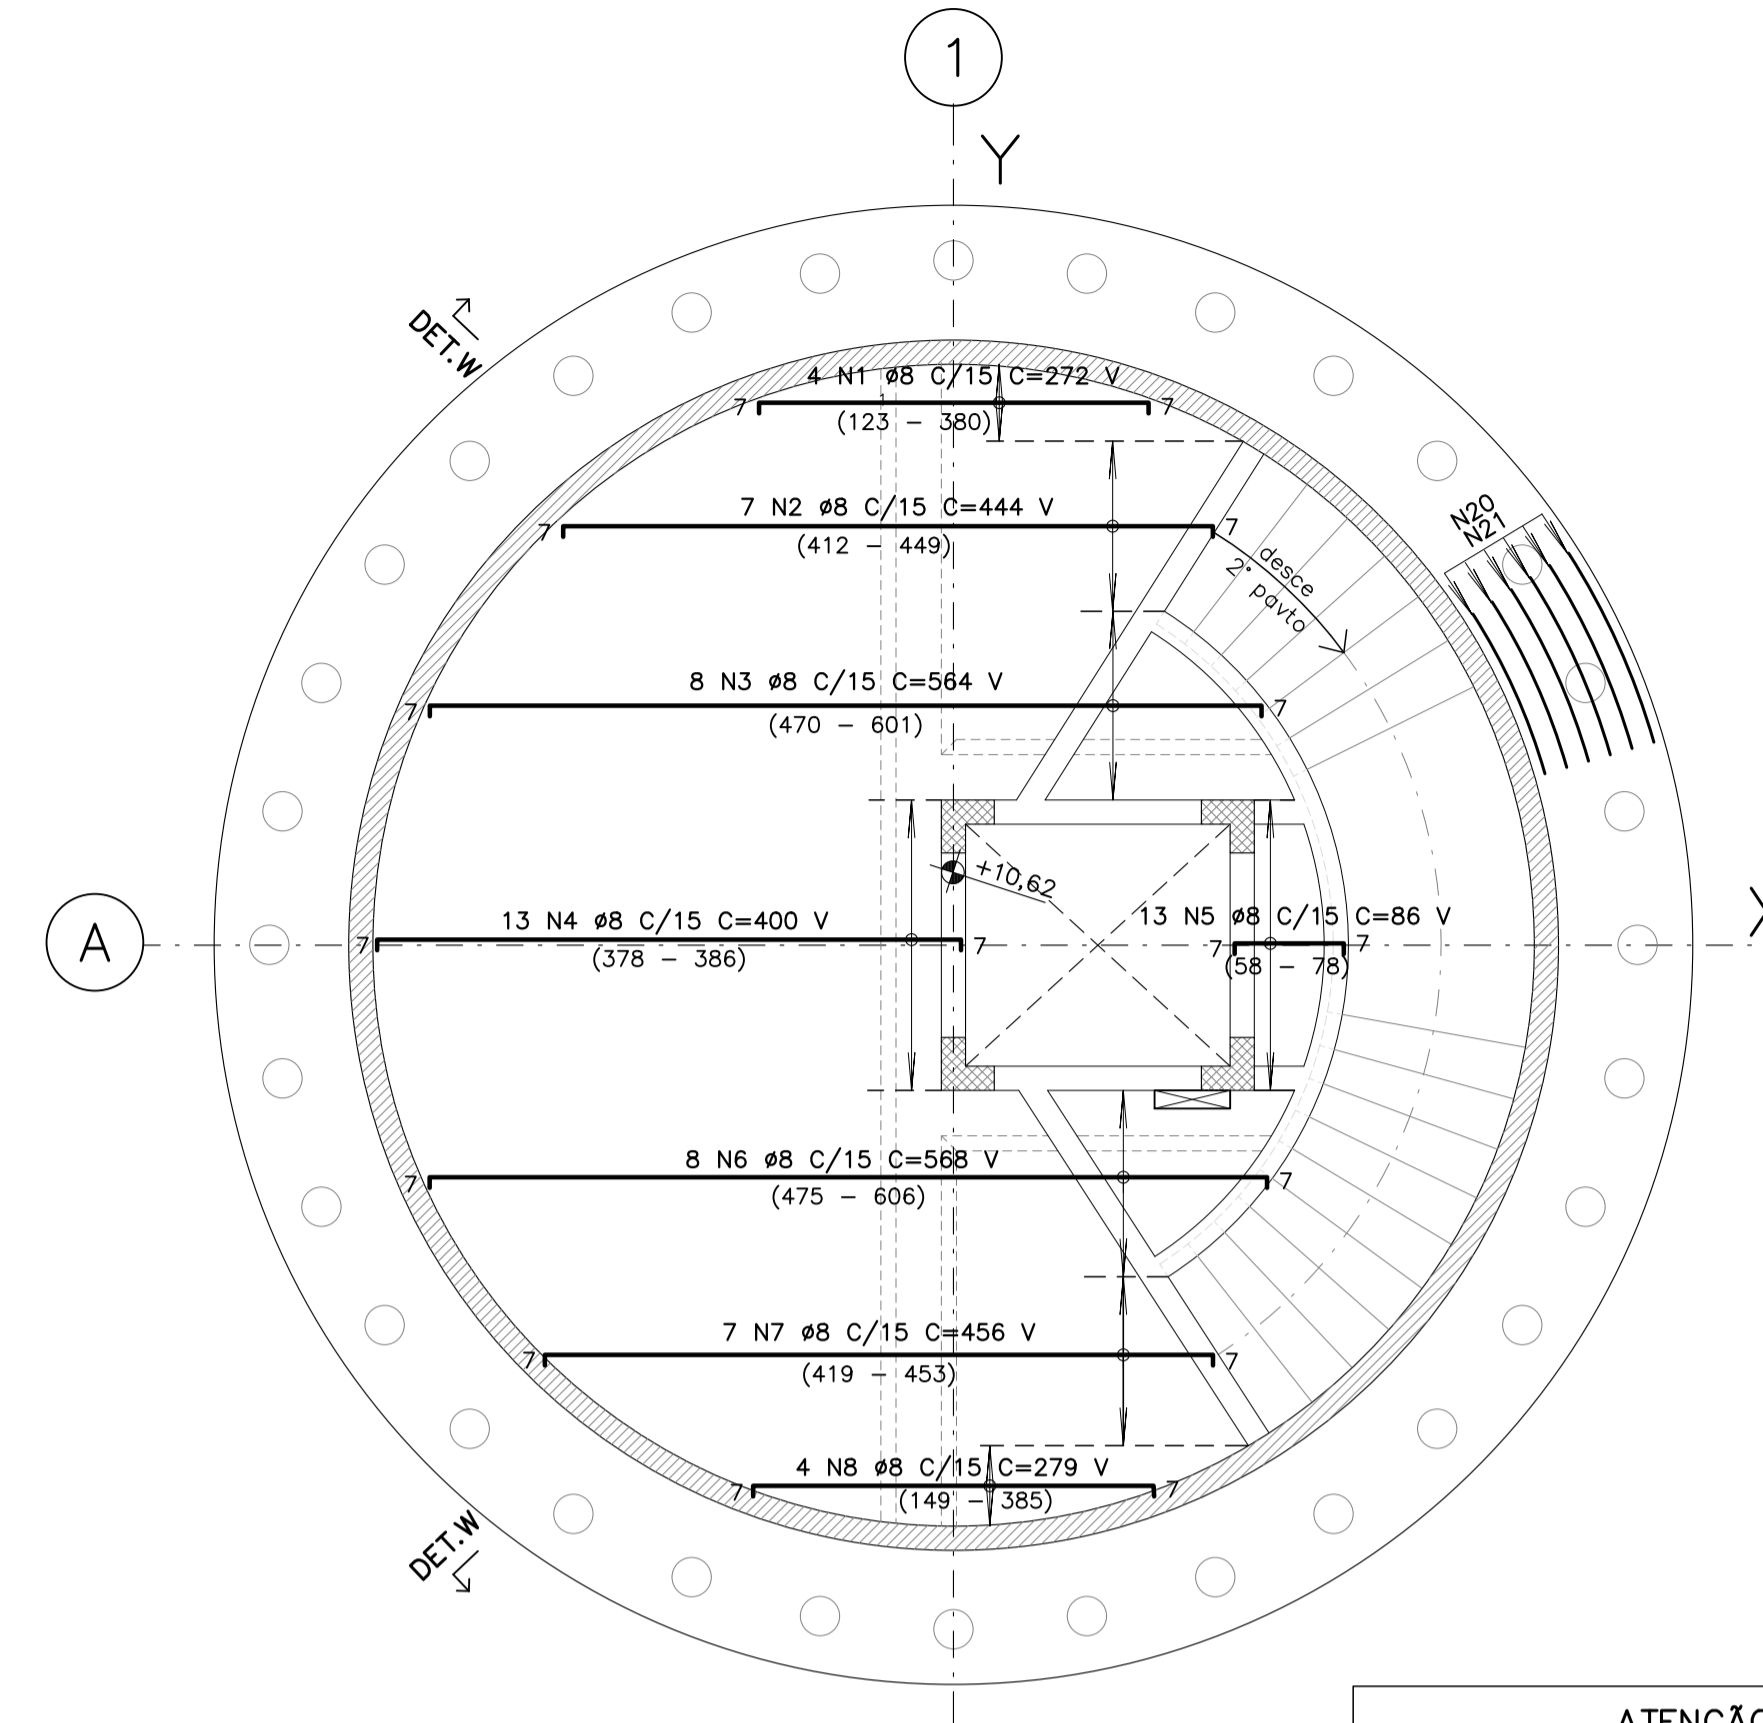 1
Y
DET.W
4 N1 ø8 C/15 C=272 V
7 7
1
(123 - 380)
7 N2 ø8 C/15 C=444 V
7 7
(412 - 449)
N20
N21
desce
2° pavto
8 N3 ø8 C/15 C=564 V
7 7
(470 - 601)
+10,62
A
X
13 N4 ø8 C/15 C=400 V
7 7
(378 - 386)
13 N5 ø8 C/15 C=86 V
7 7
(58 - 78)
8 N6 ø8 C/15 C=568 V
7 7
(475 - 606)
7 N7 ø8 C/15 C=456 V
7 7
(419 - 453)
4 N8 ø8 C/15 C=279 V
7 7
(149 - 385)
DET.W
ATENÇÃO